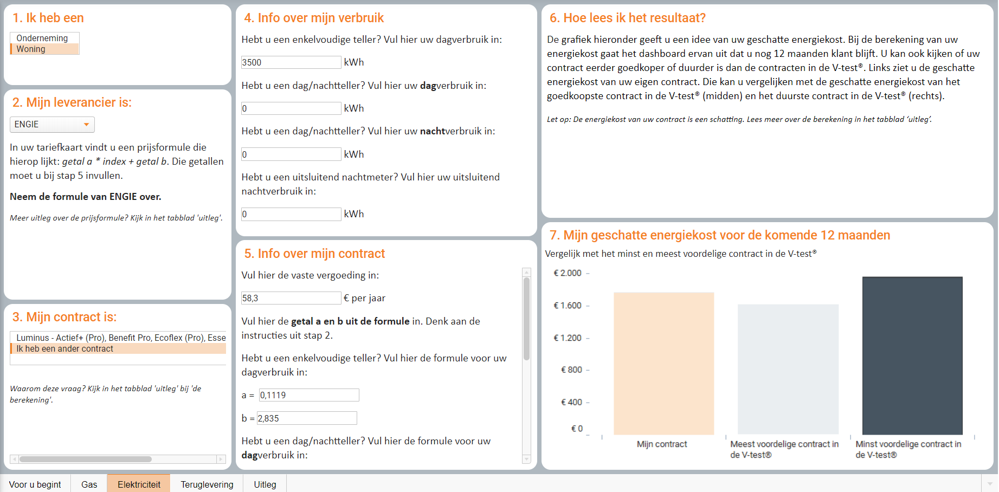 1. Ik heb een
Onderneming
Woning
2. Mijn leverancier is:
ENGIE
In uw tariefkaart vindt u een prijsformule die
hierop lijkt: getal a * index + getal b. Die getallen
moet u bij stap 5 invullen.
Neem de formule van ENGIE over.
Meer uitleg over de prijsformule? Kijk in het tabblad 'uitleg'.
3. Mijn contract is:
Luminus - Actief+ (Pro), Benefit Pro, Ecoflex (Pro), Esse
Ik heb een ander contract
Waarom deze vraag? Kijk in het tabblad 'uitleg' bij 'de
berekening'.
4. Info over mijn verbruik
Hebt u een enkelvoudige teller? Vul hier uw dagverbruik in:
3500 kWh
Hebt u een dag/nachtteller? Vul hier uw dagverbruik in:
0 kWh
Hebt u een dag/nachtteller? Vul hier uw nachtverbruik in:
0 kWh
Hebt u een uitsluitend nachtmeter? Vul hier uw uitsluitend
nachtverbruik in:
0 kWh
5. Info over mijn contract
Vul hier de vaste vergoeding in:
58,3 € per jaar
Vul hier de getal a en b uit de formule in. Denk aan de
instructies uit stap 2.
Hebt u een enkelvoudige teller? Vul hier de formule voor uw
dagverbruik in:
a = 0,1119
b = 2,835
Hebt u een dag/nachtteller? Vul hier de formule voor uw
dagverbruik in:
6. Hoe lees ik het resultaat?
De grafiek hieronder geeft u een idee van uw geschatte energiekost. Bij de berekening van uw
energiekost gaat het dashboard ervan uit dat u nog 12 maanden klant blijft. U kan ook kijken of uw
contract eerder goedkoper of duurder is dan de contracten in de V-test®. Links ziet u de geschatte
energiekost van uw eigen contract. Die kan u vergelijken met de geschatte energiekost van het
goedkoopste contract in de V-test® (midden) en het duurste contract in de V-test® (rechts).
Let op: De energiekost van uw contract is een schatting. Lees meer over de berekening in het tabblad ‘uitleg’.
7. Mijn geschatte energiekost voor de komende 12 maanden
Vergelijk met het minst en meest voordelige contract in de V-test®
€ 2.000
€ 1.600
€ 1.200
€ 800
€ 400
€ 0
Mijn contract
Meest voordelige contract in
de V-test®
Minst voordelige contract in
de V-test®
Voor u begint
Gas
Elektriciteit
Teruglevering
Uitleg